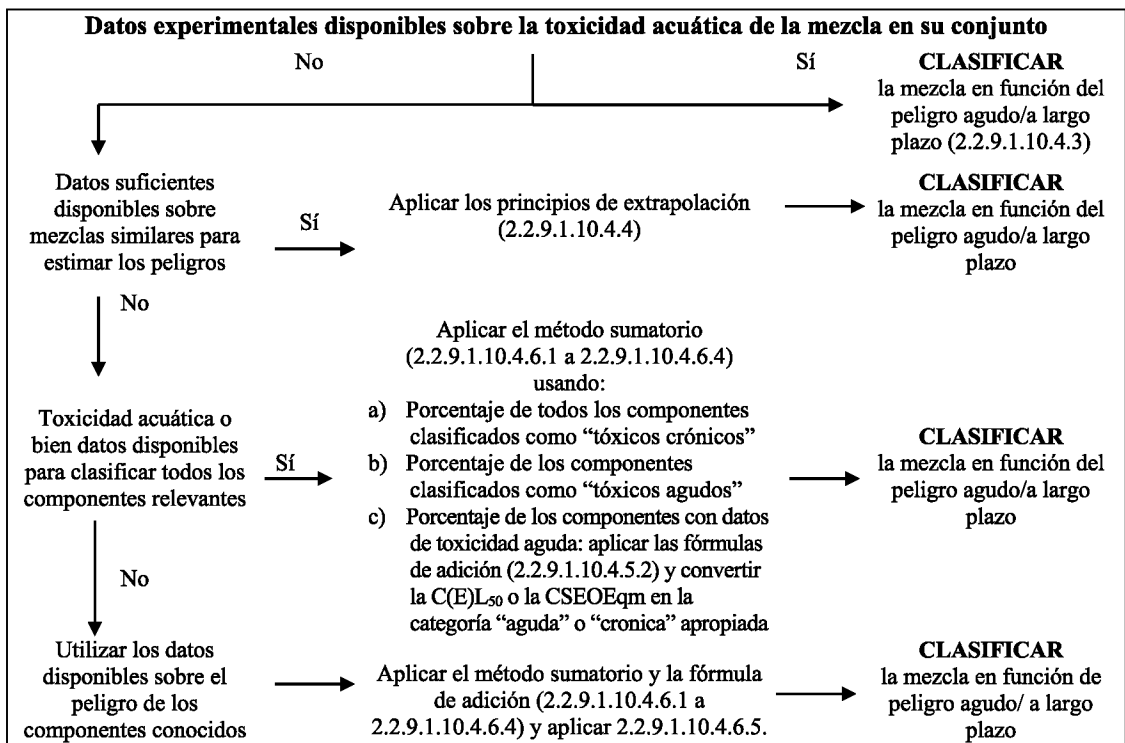 Datos experimentales disponibles sobre la toxicidad acuática de la mezcla en su conjunto
No
Sí
CLASIFICAR
la mezcla en función del
peligro agudo/a largo
plazo (2.2.9.1.10.4.3)
Datos suficientes
disponibles sobre
mezclas similares para
estimar los peligros
Sí
Aplicar los principios de extrapolación
(2.2.9.1.10.4.4)
CLASIFICAR
la mezcla en función del
peligro agudo/a largo
plazo
No
Toxicidad acuática o
bien datos disponibles
para clasificar todos los
componentes relevantes
Sí
Aplicar el método sumatorio
(2.2.9.1.10.4.6.1 a 2.2.9.1.10.4.6.4)
usando:
a) Porcentaje de todos los componentes
clasificados como “tóxicos crónicos”
b) Porcentaje de los componentes
clasificados como “tóxicos agudos”
c) Porcentaje de los componentes con datos
de toxicidad aguda: aplicar las fórmulas
de adición (2.2.9.1.10.4.5.2) y convertir
la C(E)L50 o la CSEOEqm en la
categoría “aguda” o “cronica” apropiada
CLASIFICAR
la mezcla en función del
peligro agudo/a largo
plazo
No
Utilizar los datos
disponibles sobre el
peligro de los
componentes conocidos
Aplicar el método sumatorio y la fórmula
de adición (2.2.9.1.10.4.6.1 a
2.2.9.1.10.4.6.4) y aplicar 2.2.9.1.10.4.6.5.
CLASIFICAR
la mezcla en función de
peligro agudo/ a largo
plazo